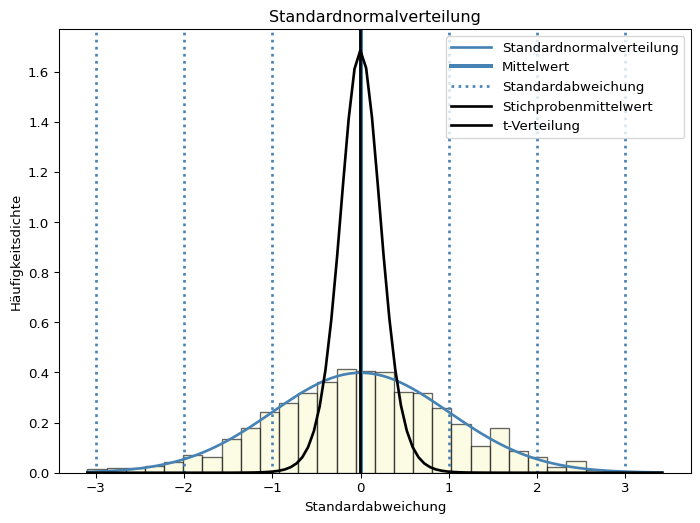 Standardnormalverteilung
Standardnormalverteilung
Mittelwert
Standardabweichung
Stichprobenmittelwert
t-Verteilung
Häufigkeitsdichte
1.6
1.4
1.2
1.0
0.8
0.6
0.4
0.2
0.0
−3 −2 −1 0 1 2 3
Standardabweichung